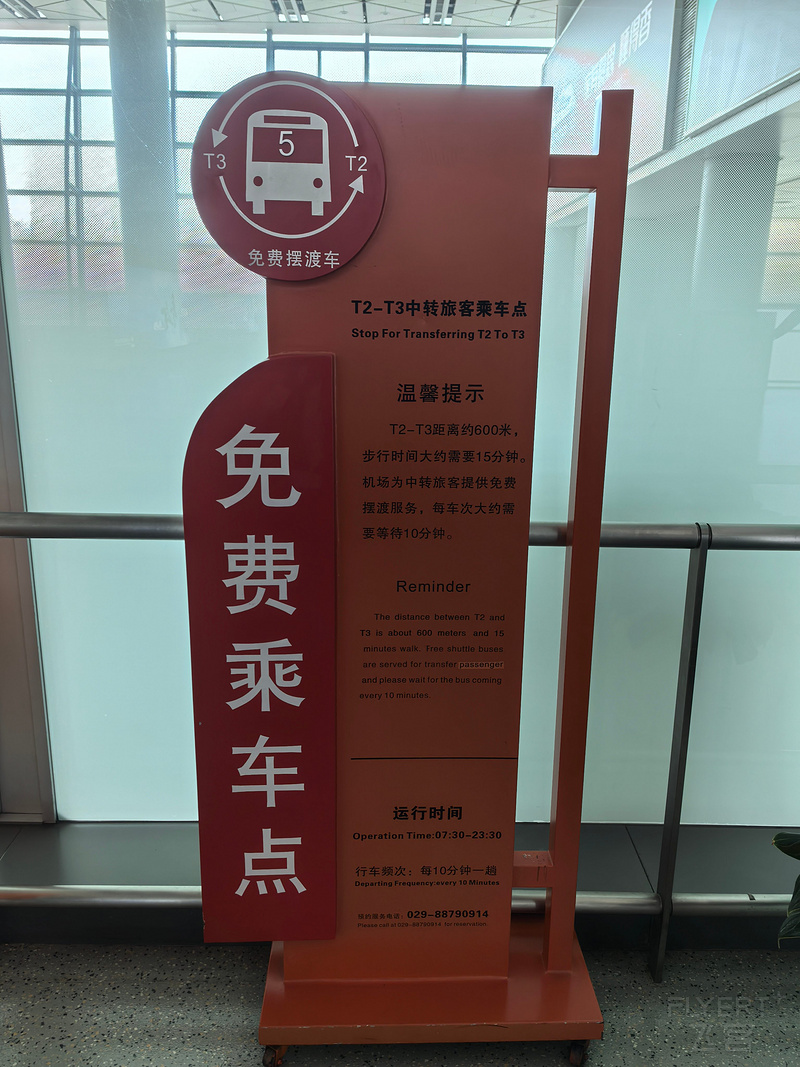 5
T3
T2
免费摆渡车
T2-T3中转旅客乘车点
Stop For Transferring T2 To T3
免费乘车点
温馨提示
T2-T3距离约600米，
步行时间大约需要15分钟。
机场为中转旅客提供免费
摆渡服务，每车次大约需
要等待10分钟。
Reminder
The distance between T2 and
T3 is about 600 meters and 15
minutes walk. Free shuttle buses
are served for transfer passenger
and please wait for the bus coming
every 10 minutes.
运行时间
Operation Time:07:30-23:30
行车频次：每10分钟一趟
Departing Frequency:every 10 Minutes
预约服务电话：029-88790914
Please call at 029-88790914 for reservation.
FLYERT